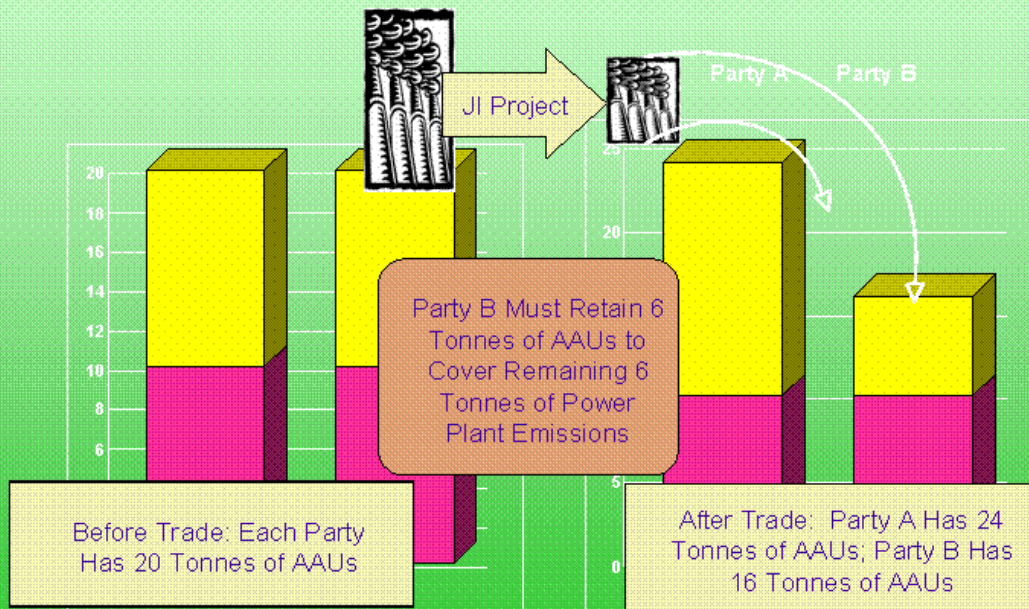 Party A
Party B
JI Project
20
18
16
14
12
10
8
6
25
20
5
0
Party B Must Retain 6
Tonnes of AAUs to
Cover Remaining 6
Tonnes of Power
Plant Emissions
Before Trade: Each Party
Has 20 Tonnes of AAUs
After Trade: Party A Has 24
Tonnes of AAUs; Party B Has
16 Tonnes of AAUs